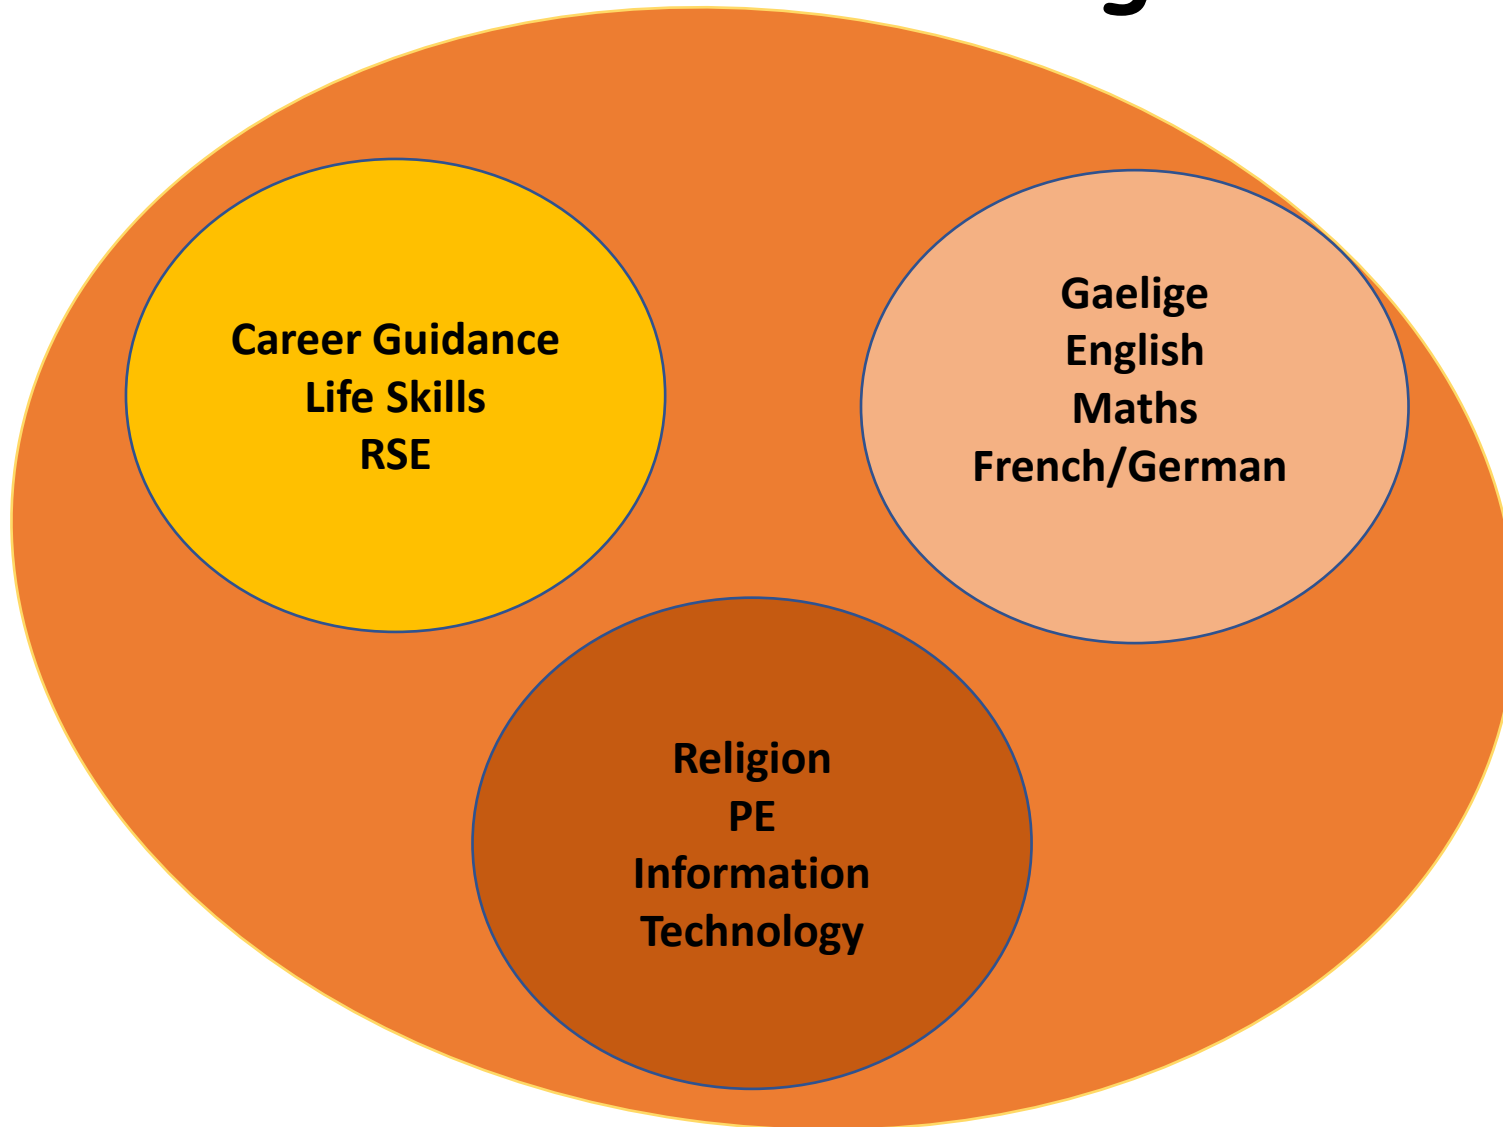 Career Guidance
Life Skills
RSE
Gaelige
English
Maths
French/German
Religion
PE
Information
Technology